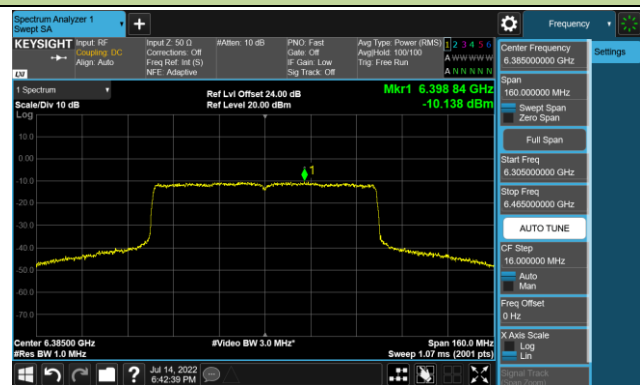 Spectrum Analyzer 1
Swept SA
Frequency
KEYSIGHT
Input: RF
Coupling: DC
Align: Auto
Input Z: 50 Ω
Corrections: Off
Freq Ref: Int (S)
NFE: Adaptive
#Atten: 10 dB
PNO: Fast
Gate: Off
IF Gain: Low
Sig Track: Off
Avg Type: Power (RMS)
Avg|Hold: 100/100
Trig: Free Run
1 2 3 4 5 6
A W W W W W
A N N N N N
LXI
1 Spectrum
Scale/Div 10 dB
Log
Ref Lvl Offset 24.00 dB
Ref Level 20.00 dBm
Mkr1 6.398 84 GHz
-10.138 dBm
1
10.0
0.00
-10.0
-20.0
-30.0
-40.0
-50.0
-60.0
-70.0
Center 6.38500 GHz
#Res BW 1.0 MHz
#Video BW 3.0 MHz*
Span 160.0 MHz
Sweep 1.07 ms (2001 pts)
Jul 14, 2022
6:42:39 PM
Center Frequency
6.385000000 GHz
Span
160.000000 MHz
Swept Span
Zero Span
Full Span
Start Freq
6.305000000 GHz
Stop Freq
6.465000000 GHz
AUTO TUNE
CF Step
16.000000 MHz
Auto
Man
Freq Offset
0 Hz
X Axis Scale
Log
Lin
Signal Track
(Span Zoom)
Settings